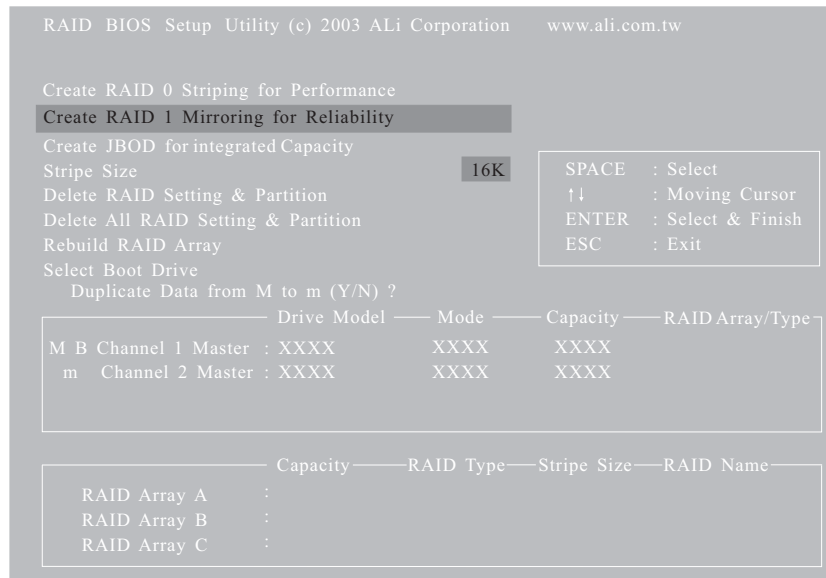 RAID BIOS Setup Utility (c) 2003 ALi Corporation www.ali.com.tw
Create RAID 0 Striping for Performance
Create RAID 1 Mirroring for Reliability
Create JBOD for integrated Capacity
Stripe Size 16K
Delete RAID Setting & Partition
Delete All RAID Setting & Partition
Rebuild RAID Array
Select Boot Drive
Duplicate Data from M to m (Y/N) ?
SPACE : Select
↑↓ : Moving Cursor
ENTER : Select & Finish
ESC : Exit
Drive Model Mode Capacity RAID Array/Type
M B Channel 1 Master : XXXX XXXX XXXX
m Channel 2 Master : XXXX XXXX XXXX
Capacity RAID Type Stripe Size RAID Name
RAID Array A :
RAID Array B :
RAID Array C :